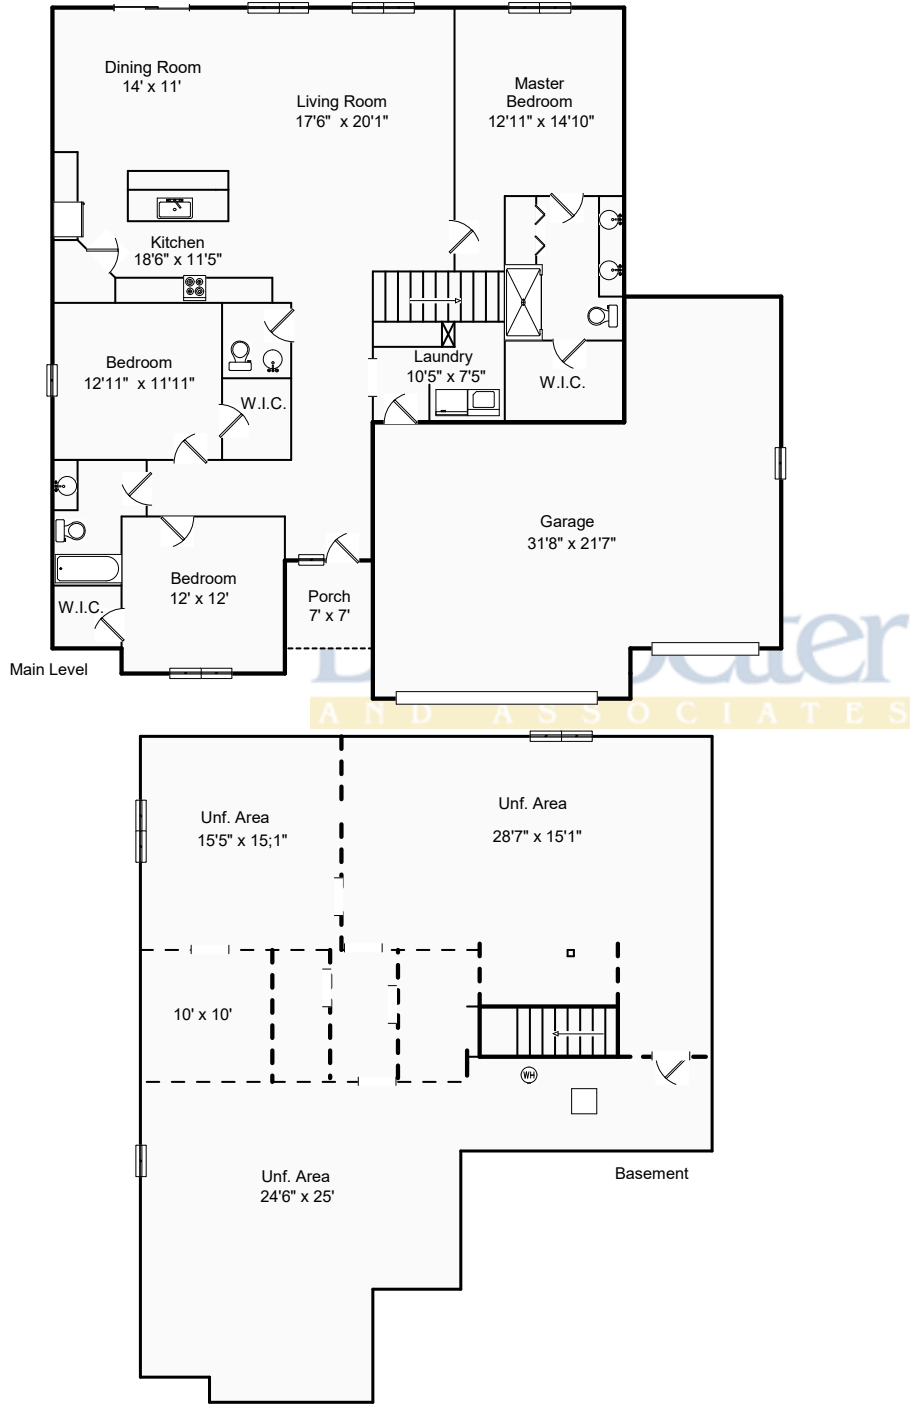 Dining Room
14' x 11'
Living Room
17'6" x 20'1"
Master
Bedroom
12'11" x 14'10"
Kitchen
18'6" x 11'5"
Bedroom
12'11" x 11'11"
W.I.C.
Laundry
10'5" x 7'5"
W.I.C.
Garage
31'8" x 21'7"
Bedroom
12' x 12'
W.I.C.
Porch
7' x 7'
Main Level
AND ASSOCIATES
Unf. Area
15'5" x 15;1"
Unf. Area
28'7" x 15'1"
10' x 10'
WH
Unf. Area
24'6" x 25'
Basement